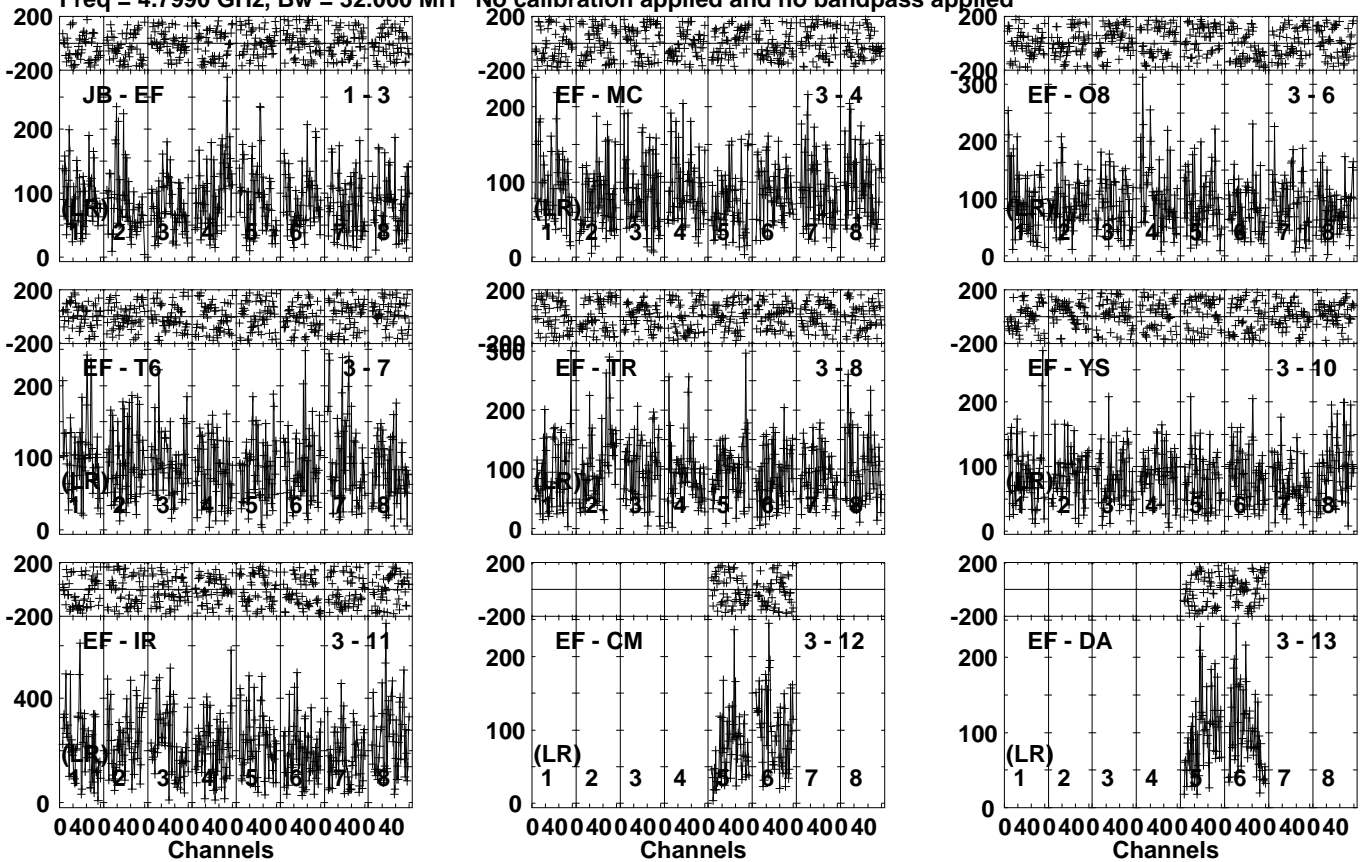 Freq = 4.7990 GHz, Bw = 32.000 MH No calibration applied and no bandpass applied
200
-200
JB - EF 1 - 3
200
100
(LR)
1 2 3 4 5 6 7 8
0
200
-200
EF - MC 3 - 4
200
100
(LR)
1 2 3 4 5 6 7 8
0
200
-200
300
EF - O8 3 - 6
200
100
(LR)
1 2 3 4 5 6 7 8
0
200
-200
EF - T6 3 - 7
200
100
(LR)
1 2 3 4 5 6 7 8
0
200
-200
300
EF - TR 3 - 8
200
100
(LR)
1 2 3 4 5 6 7 8
0
200
-200
EF - YS 3 - 10
200
100
(LR)
1 2 3 4 5 6 7 8
0
200
-200
EF - IR 3 - 11
400
(LR)
1 2 3 4 5 6 7 8
0
0 40 0 40 0 40 0 40 0 40 0 40 0 40 0 40
Channels
200
-200
EF - CM 3 - 12
200
100
(LR)
1 2 3 4 5 6 7 8
0
0 40 0 40 0 40 0 40 0 40 0 40 0 40 0 40
Channels
200
-200
EF - DA 3 - 13
200
100
(LR)
1 2 3 4 5 6 7 8
0
0 40 0 40 0 40 0 40 0 40 0 40 0 40 0 40
Channels